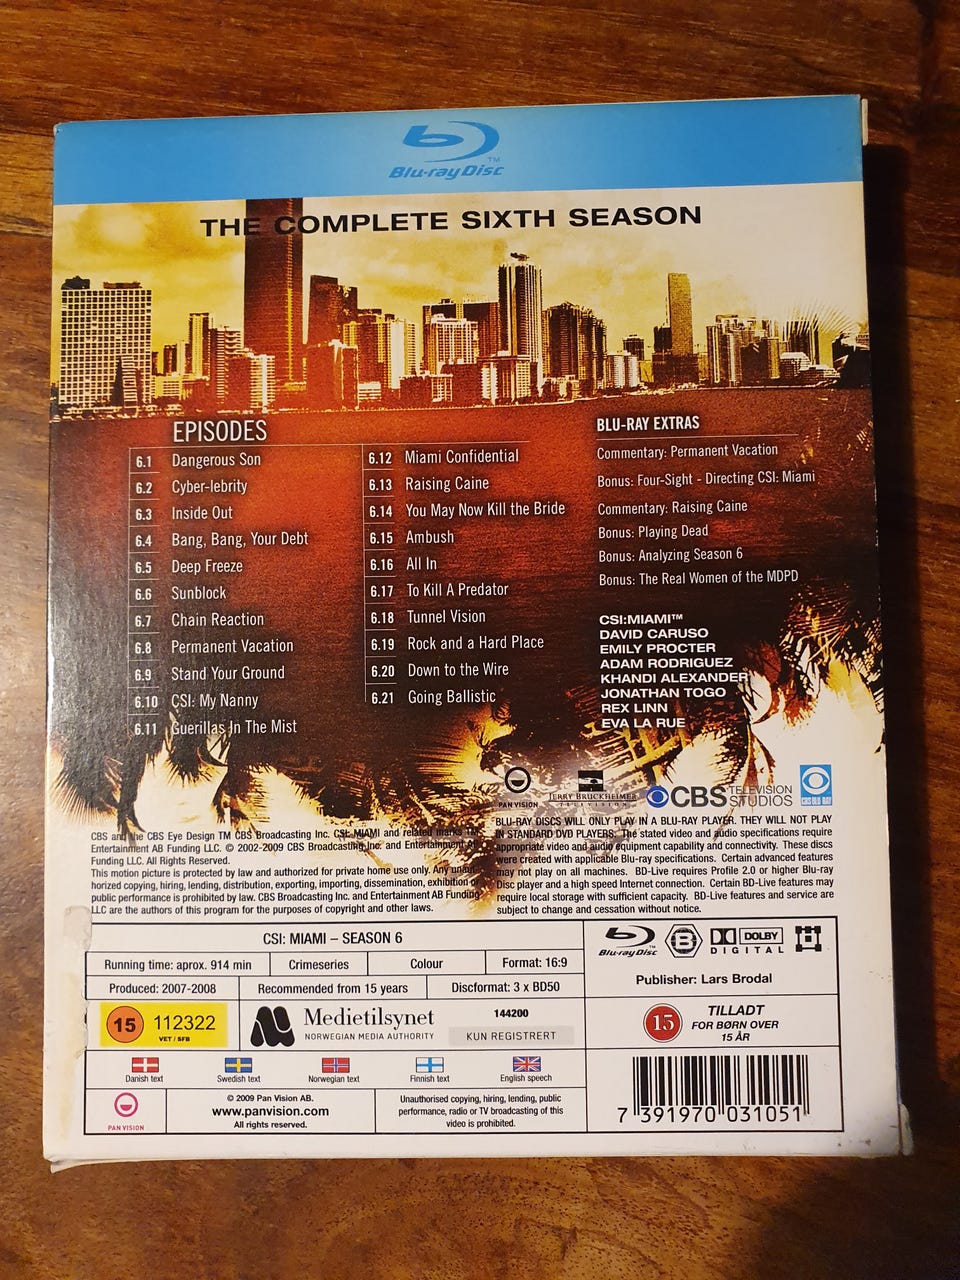 Blu-ray Disc
TM
THE COMPLETE SIXTH SEASON
EPISODES
6.1 Dangerous Son
6.2 Cyber-lebrity
6.3 Inside Out
6.4 Bang, Bang, Your Debt
6.5 Deep Freeze
6.6 Sunblock
6.7 Chain Reaction
6.8 Permanent Vacation
6.9 Stand Your Ground
6.10 CSI: My Nanny
6.11 Guerillas In The Mist
6.12 Miami Confidential
6.13 Raising Caine
6.14 You May Now Kill the Bride
6.15 Ambush
6.16 All In
6.17 To Kill A Predator
6.18 Tunnel Vision
6.19 Rock and a Hard Place
6.20 Down to the Wire
6.21 Going Ballistic
BLU-RAY EXTRAS
Commentary: Permanent Vacation
Bonus: Four-Sight - Directing CSI: Miami
Commentary: Raising Caine
Bonus: Playing Dead
Bonus: Analyzing Season 6
Bonus: The Real Women of the MDPD
CSI:MIAMI™
DAVID CARUSO
EMILY PROCTER
ADAM RODRIGUEZ
KHANDI ALEXANDER
JONATHAN TOGO
REX LINN
EVA LA RUE
PAN VISION
JERRY BRUCKHEIMER
TELEVISION
CBS TELEVISION
STUDIOS
CBS BLU-RAY
CBS and the CBS Eye Design TM CBS Broadcasting Inc. CSI: MIAMI and related marks TM
Entertainment AB Funding LLC. © 2002-2009 CBS Broadcasting Inc. and Entertainment AB
Funding LLC. All Rights Reserved.
This motion picture is protected by law and authorized for private home use only. Any unaut-
horized copying, hiring, lending, distribution, exporting, importing, dissemination, exhibition or
public performance is prohibited by law. CBS Broadcasting Inc. and Entertainment AB Funding
LLC are the authors of this program for the purposes of copyright and other laws.
BLU-RAY DISCS WILL ONLY PLAY IN A BLU-RAY PLAYER. THEY WILL NOT PLAY
IN STANDARD DVD PLAYERS. The stated video and audio specifications require
appropriate video and audio equipment capability and connectivity. These discs
were created with applicable Blu-ray specifications. Certain advanced features
may not play on all machines. BD-Live requires Profile 2.0 or higher Blu-ray
Disc player and a high speed Internet connection. Certain BD-Live features may
require local storage with sufficient capacity. BD-Live features and service are
subject to change and cessation without notice.
CSI: MIAMI – SEASON 6
Running time: aprox. 914 min
Crimeseries
Colour
Format: 16:9
Produced: 2007-2008
Recommended from 15 years
Discformat: 3 x BD50
Blu-ray Disc
B
DOLBY
DIGITAL
Publisher: Lars Brodal
15 112322
VET / SFB
Medietilsynet
NORWEGIAN MEDIA AUTHORITY
144200
KUN REGISTRERT
15
TILLADT
FOR BØRN OVER
15 ÅR
Danish text
Swedish text
Norwegian text
Finnish text
English speech
PAN VISION
© 2009 Pan Vision AB.
www.panvision.com
All rights reserved.
Unauthorised copying, hiring, lending, public
performance, radio or TV broadcasting of this
video is prohibited.
7 391970 031051